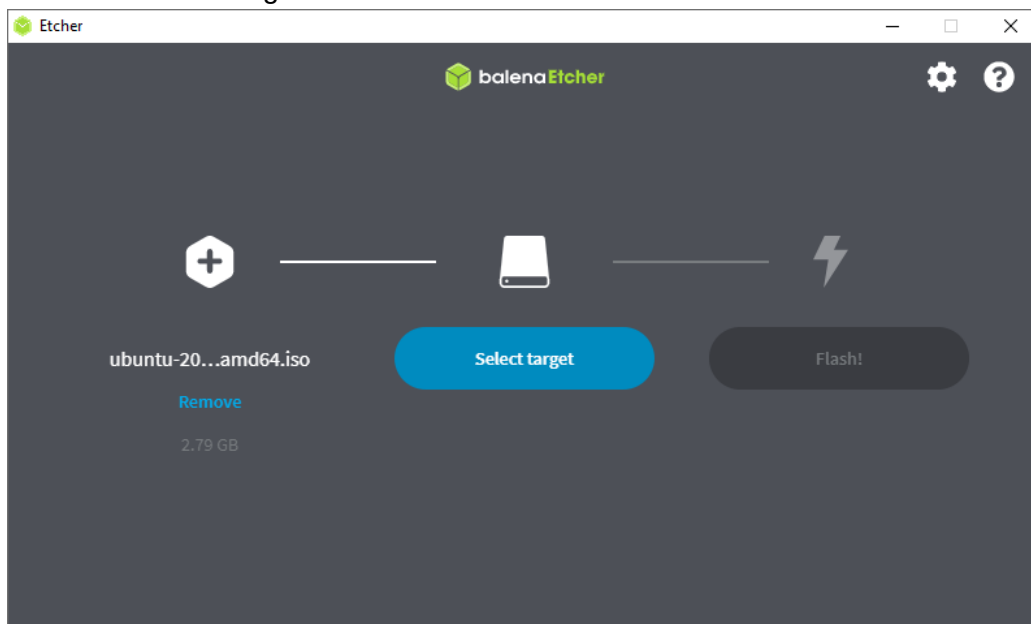 Etcher
balenaEtcher
ubuntu-20...amd64.iso
Select target
Flash!
Remove
2.79 GB